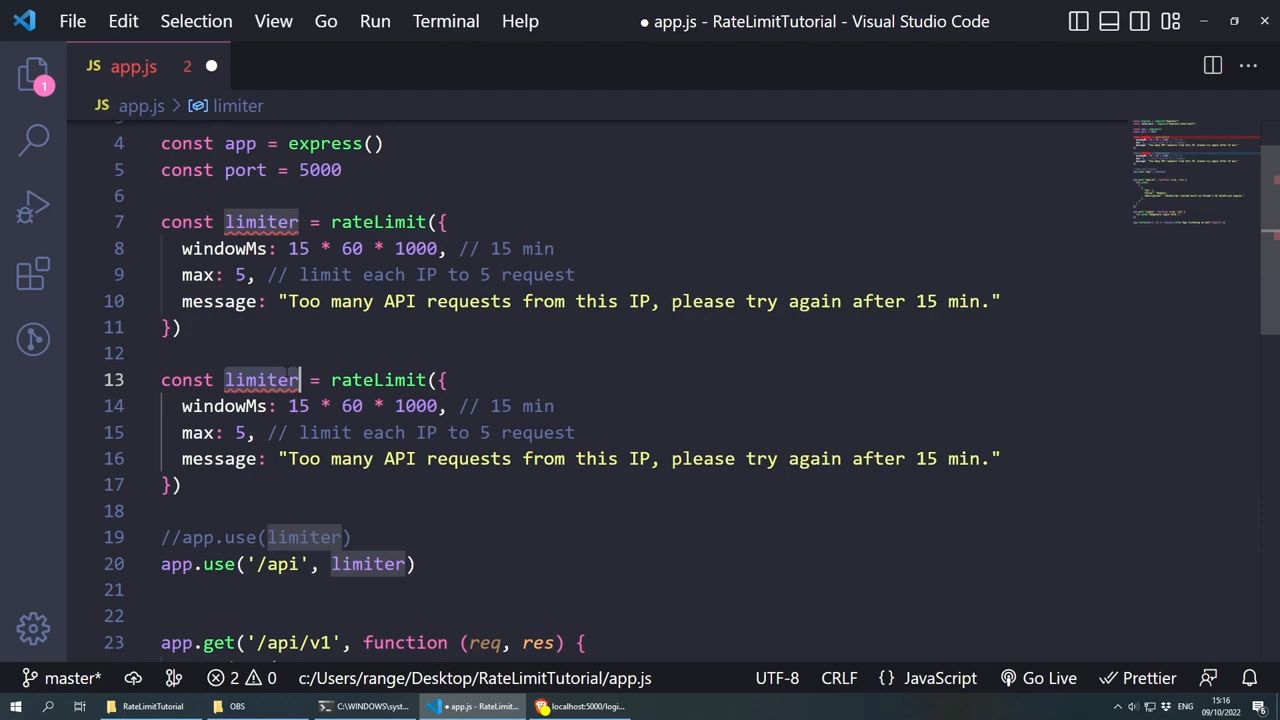 File Edit Selection View Go Run Terminal Help ● app.js - RateLimitTutorial - Visual Studio Code
JS app.js 2
1
JS app.js > limiter
4 const app = express()
5 const port = 5000
6
7 const limiter = rateLimit({
8 windowMs: 15 * 60 * 1000, // 15 min
9 max: 5, // limit each IP to 5 request
10 message: "Too many API requests from this IP, please try again after 15 min."
11 })
12
13 const limiter = rateLimit({
14 windowMs: 15 * 60 * 1000, // 15 min
15 max: 5, // limit each IP to 5 request
16 message: "Too many API requests from this IP, please try again after 15 min."
17 })
18
19 //app.use(limiter)
20 app.use('/api', limiter)
21
22
23 app.get('/api/v1', function (req, res) {
master* 2 0 c:/Users/range/Desktop/RateLimitTutorial/app.js UTF-8 CRLF {} JavaScript Go Live Prettier
RateLimitTutorial OBS C:\WINDOWS\syst... ● app.js - RateLimit... localhost:5000/logi... 15:16
09/10/2022 6